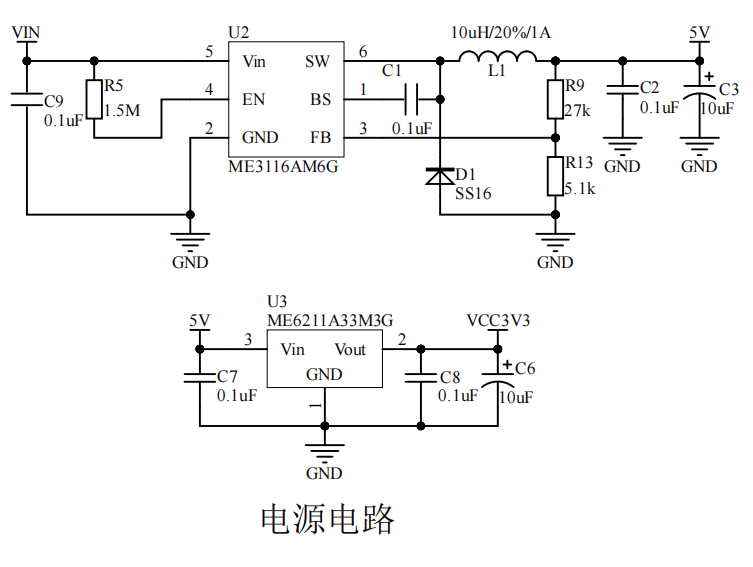 VIN
U2
10uH/20%/1A
5V
5
Vin
SW
6
C1
L1
R5
1.5M
4
EN
BS
1
C9
0.1uF
0.1uF
R9
27k
C2
0.1uF
C3
10uF
2
GND
FB
3
ME3116AM6G
D1
SS16
R13
5.1k
GND
GND
GND
GND
U3
ME6211A33M3G
5V
VCC3V3
3
Vin
Vout
2
GND
C7
0.1uF
1
C8
0.1uF
C6
10uF
GND
电源电路